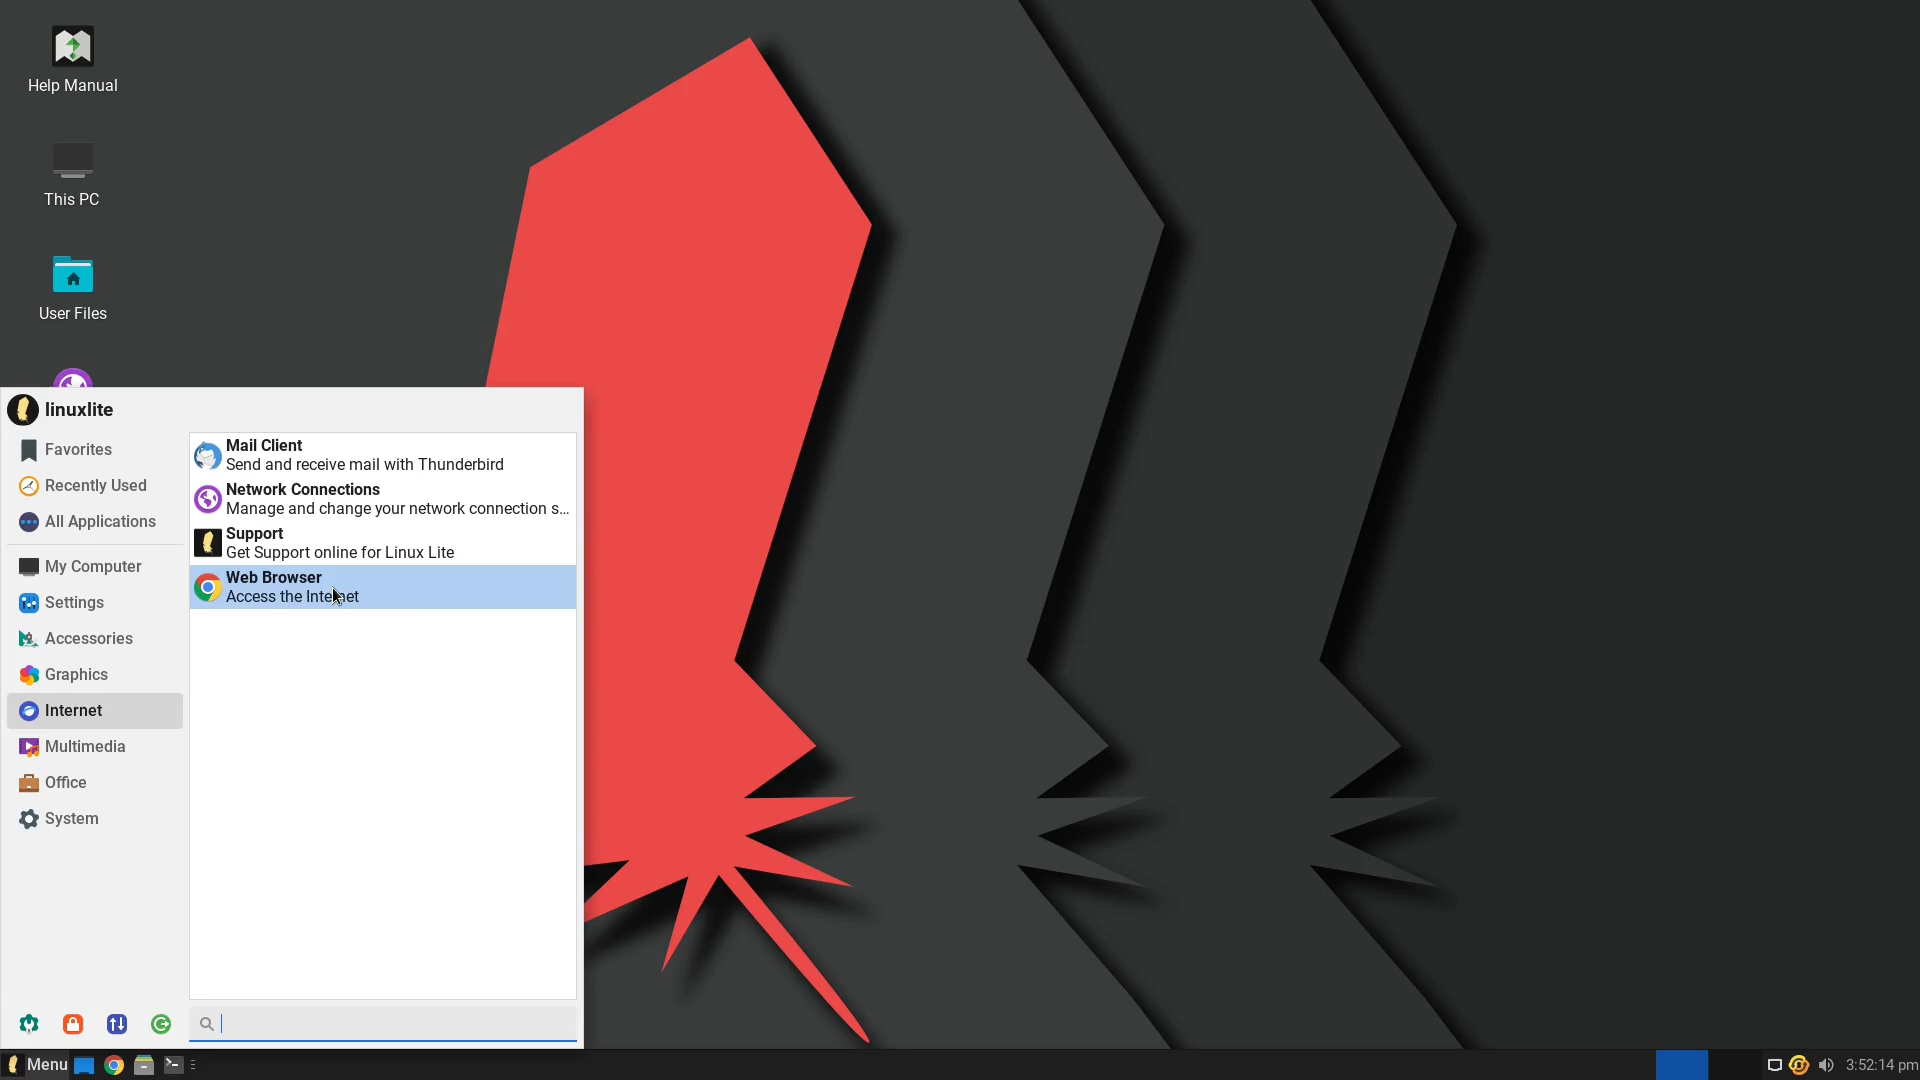 Help Manual
This PC
User Files
linuxlite
Favorites
Recently Used
All Applications
My Computer
Settings
Accessories
Graphics
Internet
Multimedia
Office
System
Mail Client
Send and receive mail with Thunderbird
Network Connections
Manage and change your network connection s...
Support
Get Support online for Linux Lite
Web Browser
Access the Internet
Menu
3:52:14 pm